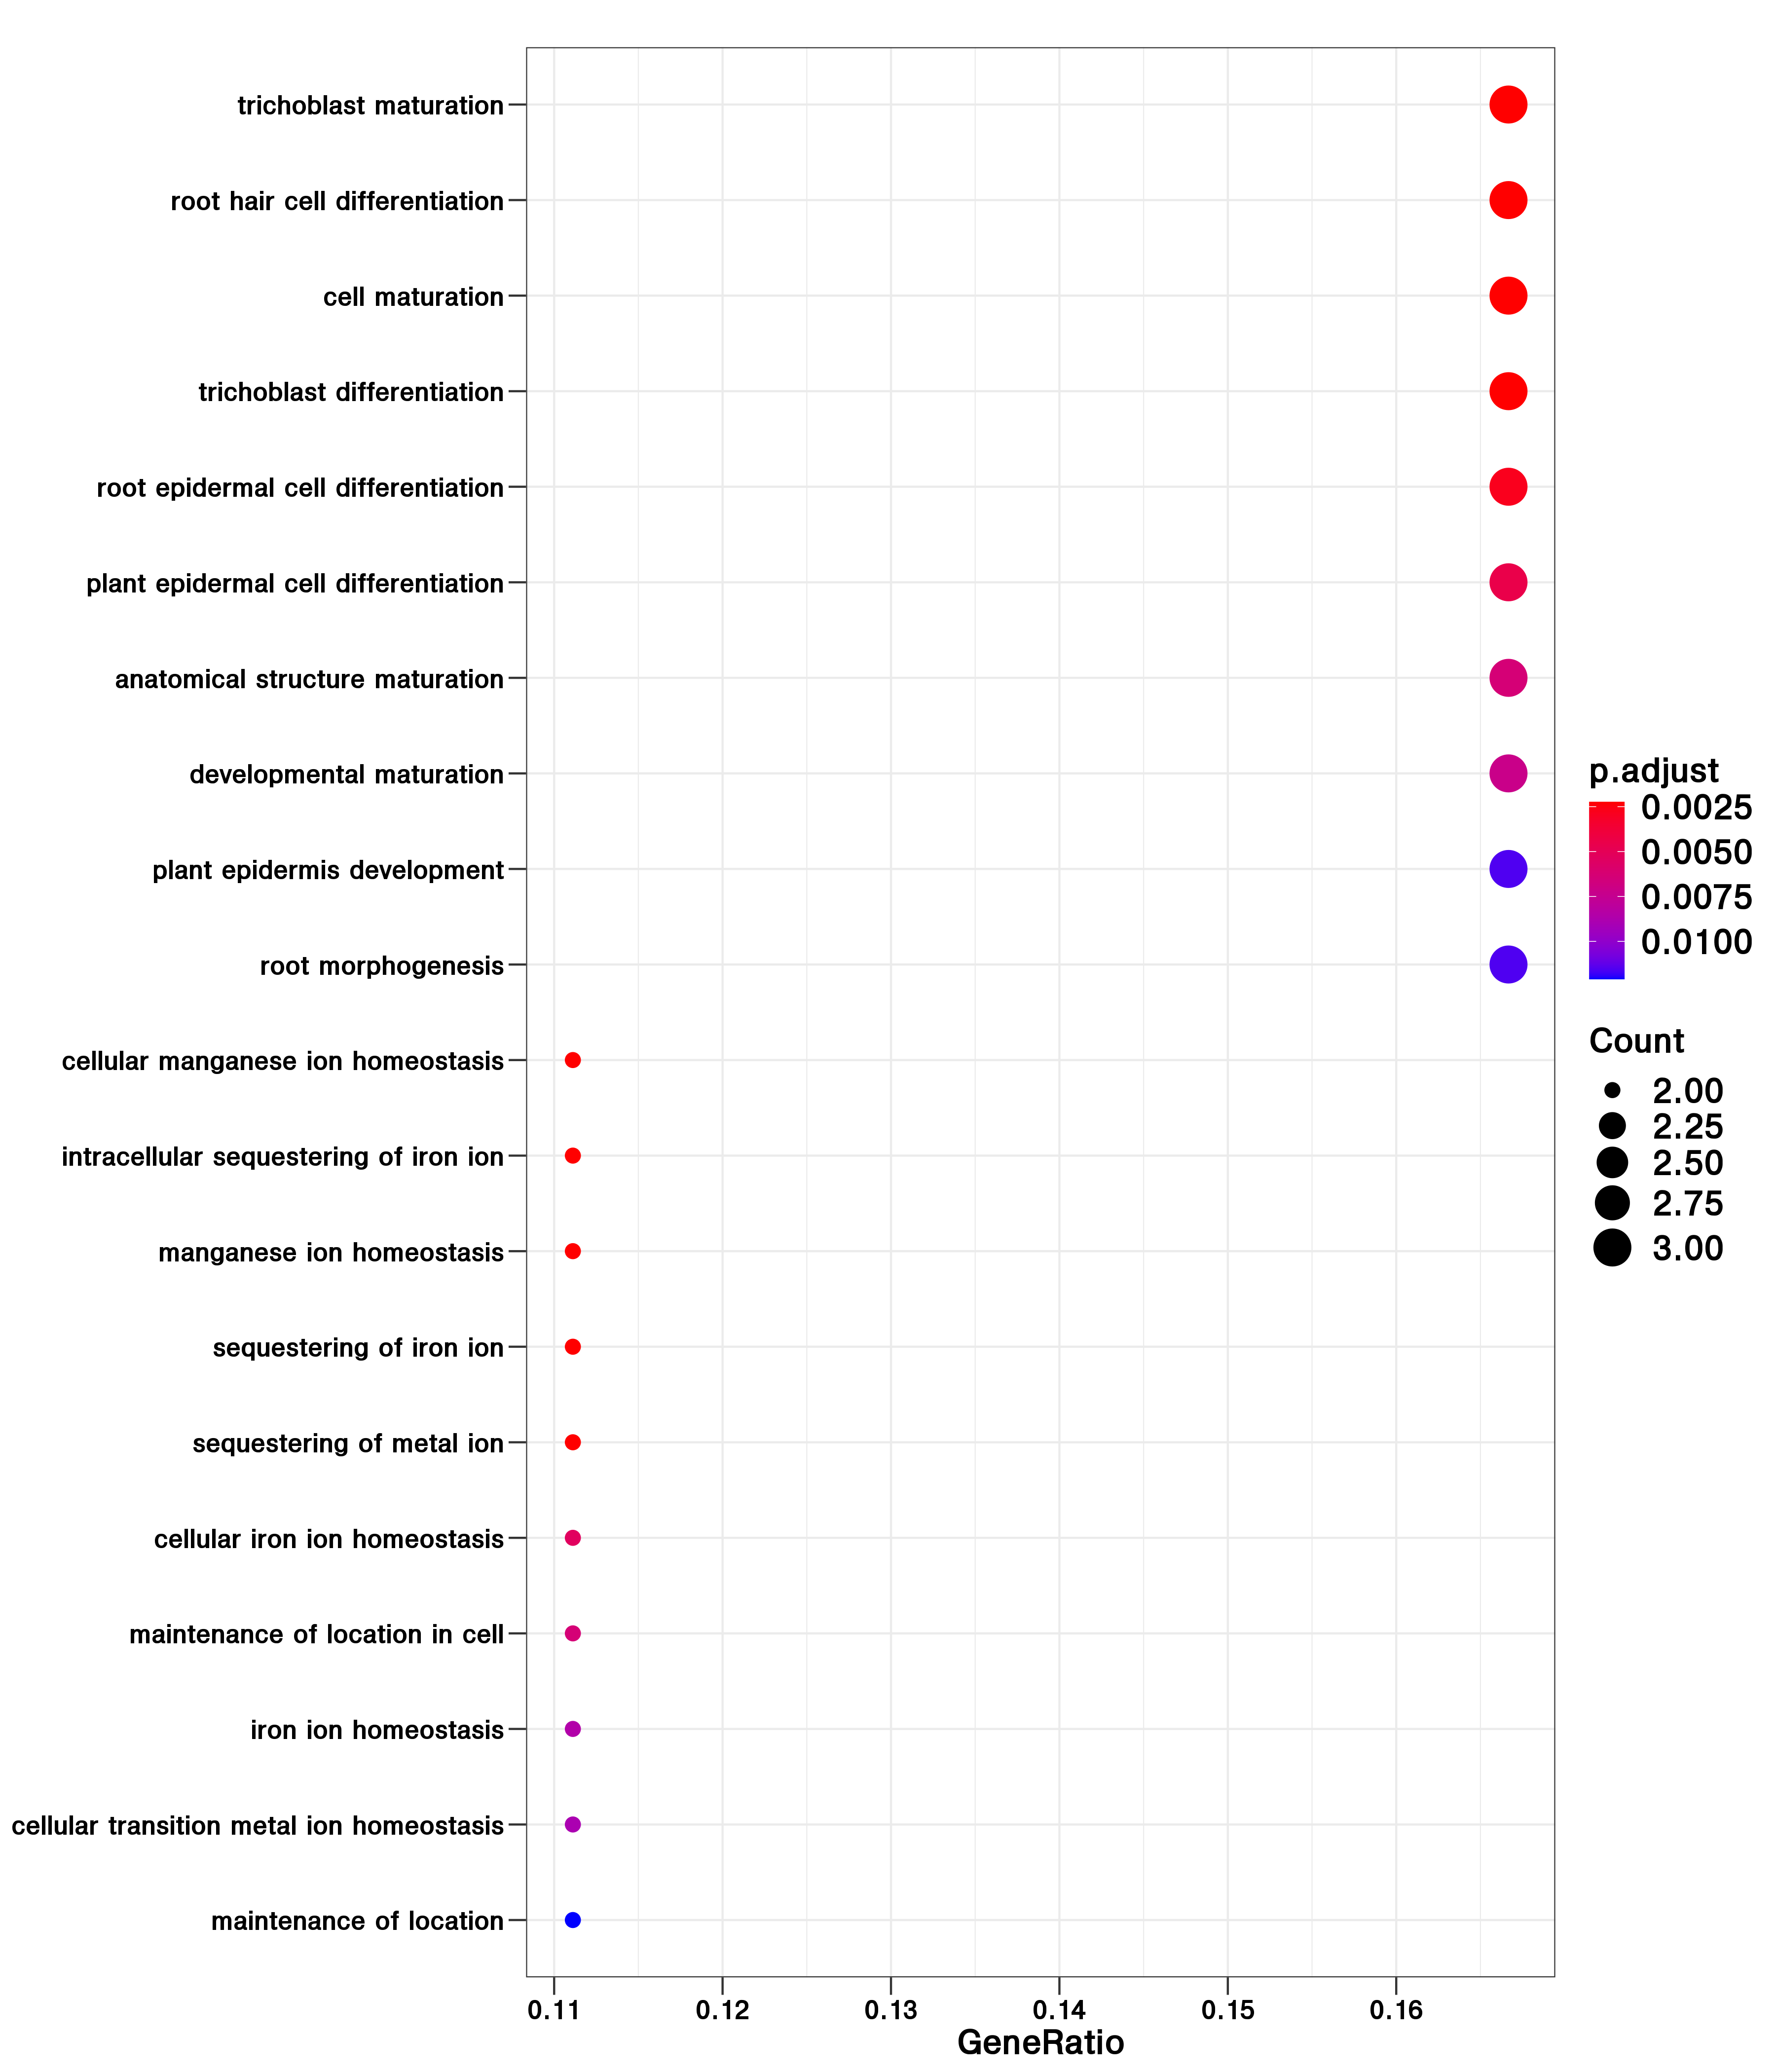 trichoblast maturation
root hair cell differentiation
cell maturation
trichoblast differentiation
root epidermal cell differentiation
plant epidermal cell differentiation
anatomical structure maturation
developmental maturation
plant epidermis development
root morphogenesis
cellular manganese ion homeostasis
intracellular sequestering of iron ion
manganese ion homeostasis
sequestering of iron ion
sequestering of metal ion
cellular iron ion homeostasis
maintenance of location in cell
iron ion homeostasis
cellular transition metal ion homeostasis
maintenance of location
0.11 0.12 0.13 0.14 0.15 0.16
GeneRatio
p.adjust
0.0025
0.0050
0.0075
0.0100
Count
2.00
2.25
2.50
2.75
3.00